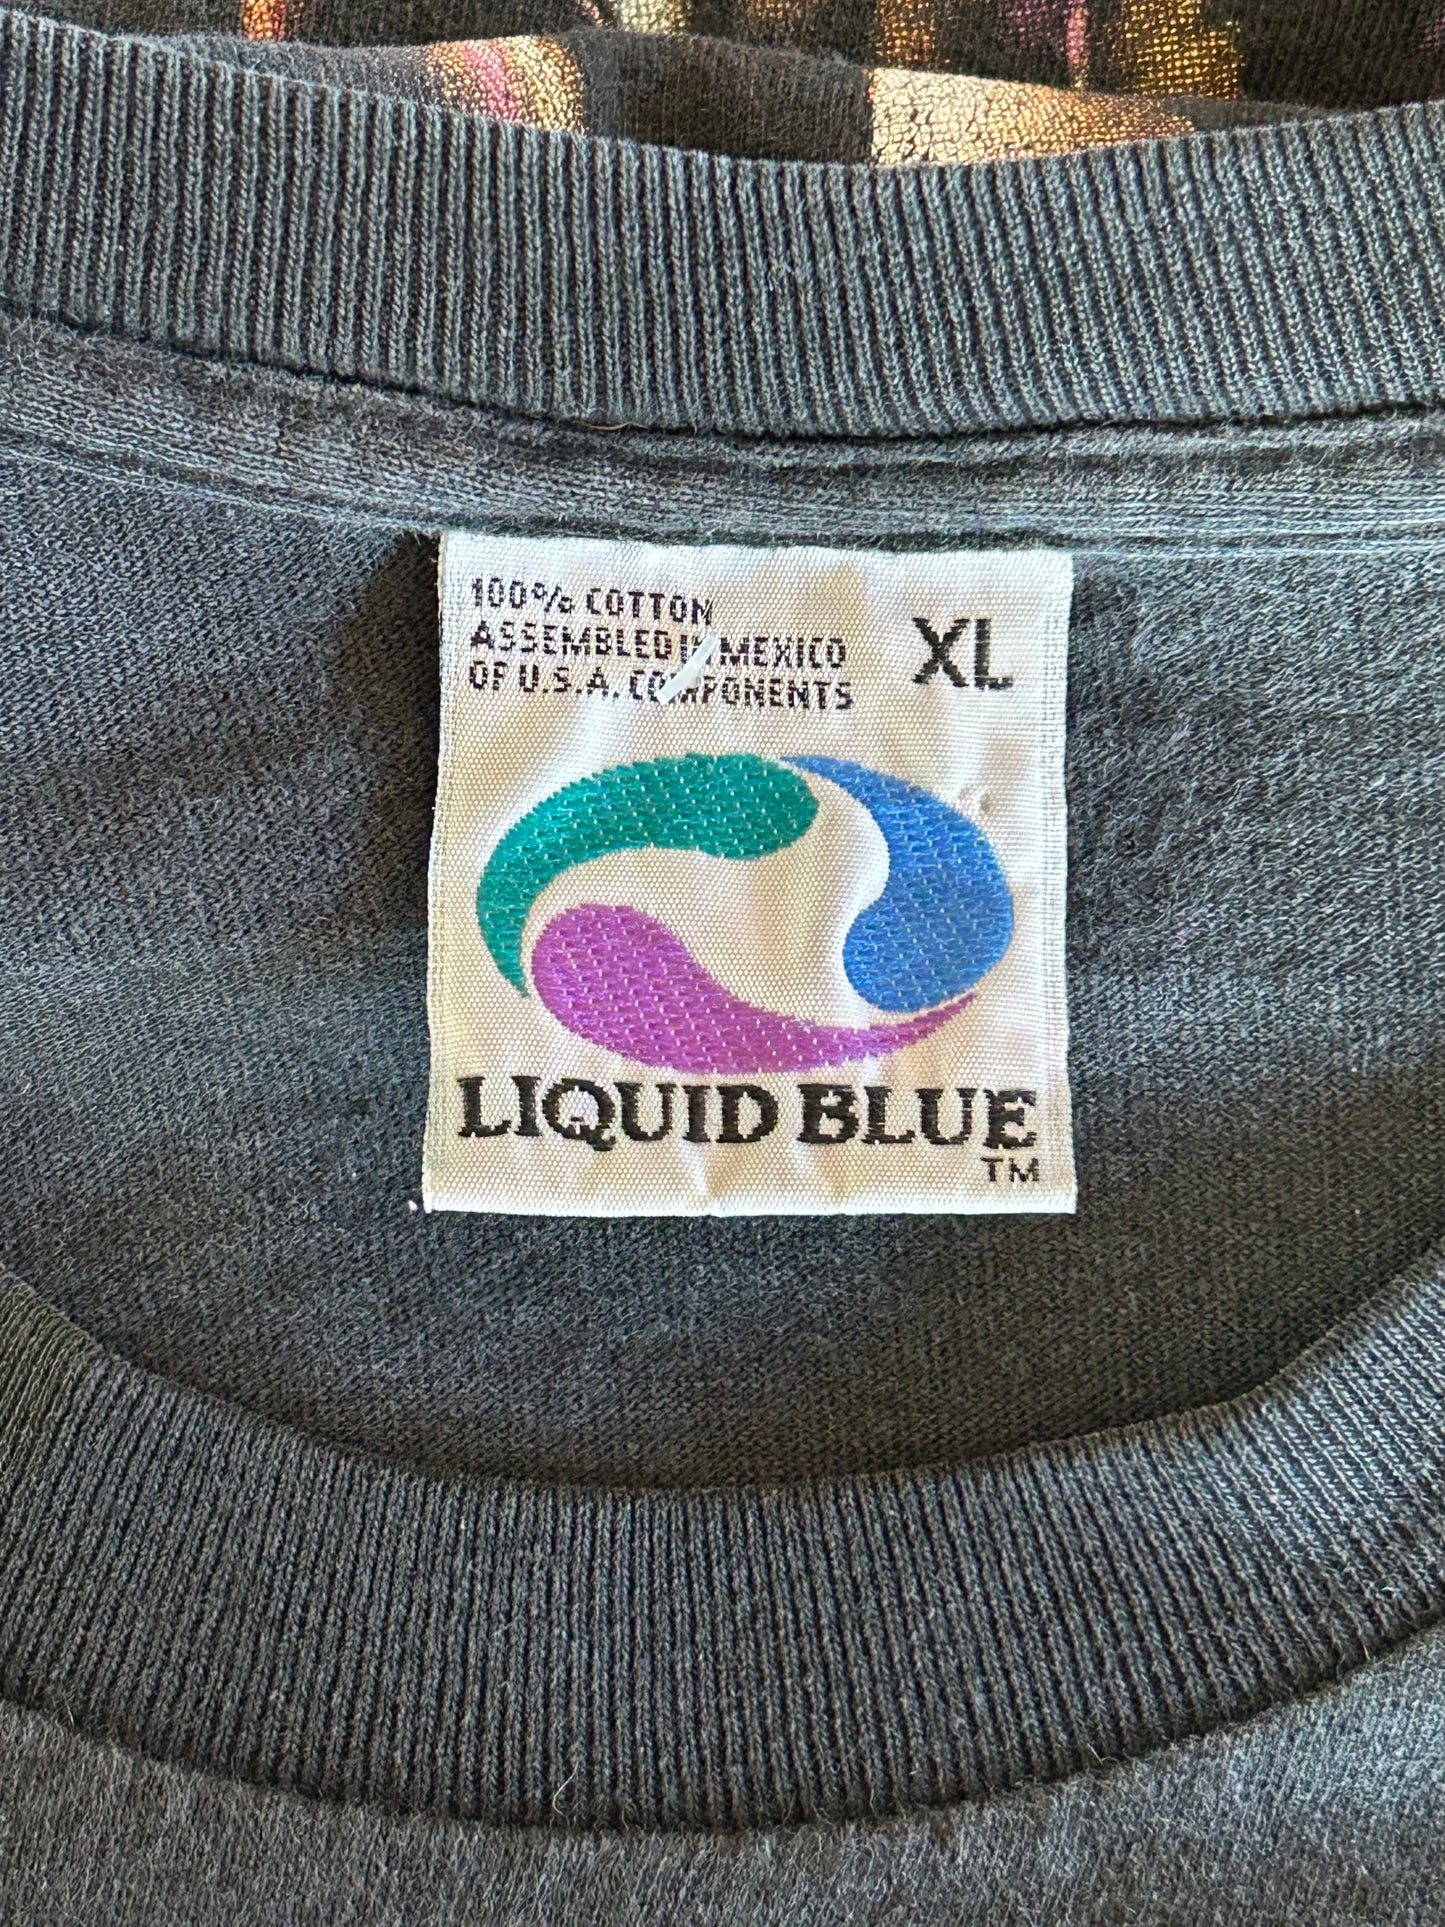 100% COTTON
ASSEMBLED IN MEXICO
OF U.S.A. COMPONENTS
XL
LIQUID BLUE
TM